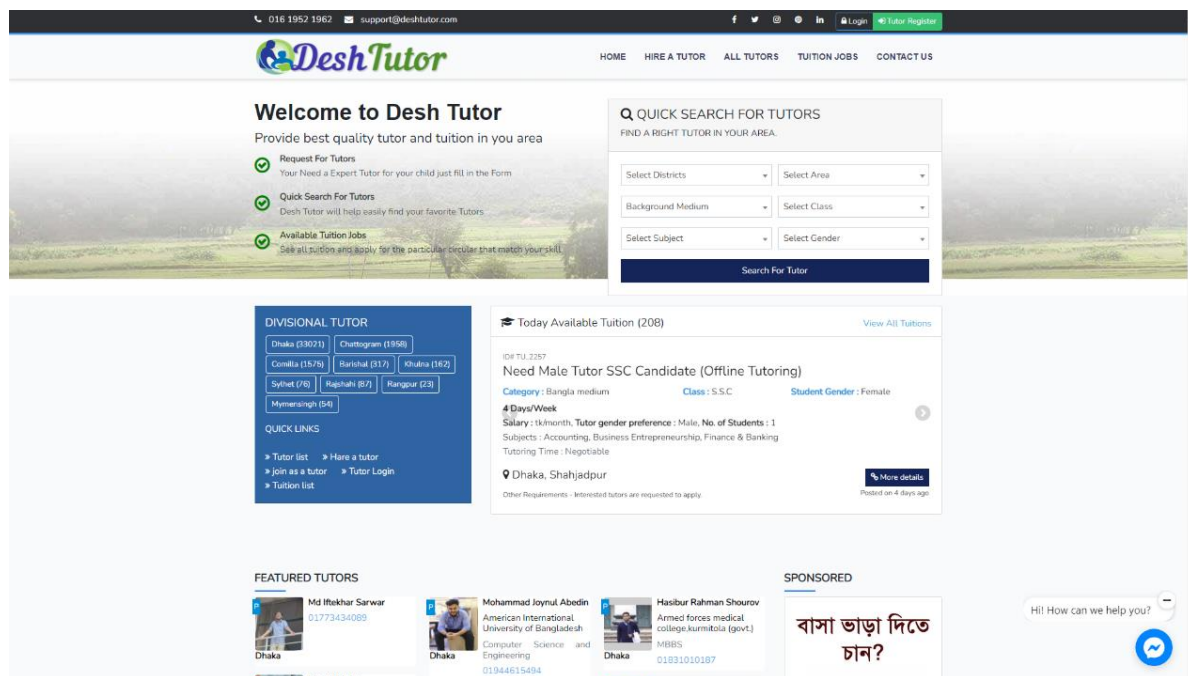 016 1952 1962 support@deshtutor.com
Login Tutor Register
DeshTutor
HOME HIRE A TUTOR ALL TUTORS TUITION JOBS CONTACT US
Welcome to Desh Tutor
Provide best quality tutor and tuition in you area
Request For Tutors
Your Need a Expert Tutor for your child just fill in the Form
Quick Search For Tutors
Desh Tutor will help easily find your favorite Tutors
Available Tuition Jobs
See all tuition and apply for the particular circular that match your skill
QUICK SEARCH FOR TUTORS
FIND A RIGHT TUTOR IN YOUR AREA.
Select Districts Select Area
Background Medium Select Class
Select Subject Select Gender
Search For Tutor
DIVISIONAL TUTOR
Dhaka (33021) Chattogram (1958)
Comilla (1575) Barishal (317) Khulna (162)
Sylhet (76) Rajshahi (87) Rangpur (23)
Mymensingh (54)
QUICK LINKS
» Tutor list » Hare a tutor
» join as a tutor » Tutor Login
» Tuition list
Today Available Tuition (208) View All Tuitions
ID# TU_2257
Need Male Tutor SSC Candidate (Offline Tutoring)
Category : Bangla medium Class : S.S.C Student Gender : Female
4 Days/Week
Salary : tk/month, Tutor gender preference : Male, No. of Students : 1
Subjects : Accounting, Business Entrepreneurship, Finance & Banking
Tutoring Time : Negotiable
Dhaka, Shahjadpur
More details
Other Requirements - Interested tutors are requested to apply
Posted on 4 days ago
FEATURED TUTORS
P
Md Iftekhar Sarwar
01773434089
Dhaka
P
Mohammad Joynul Abedin
American International
University of Bangladesh
Computer Science and
Engineering
01944615494
Dhaka
P
Hasibur Rahman Shourov
Armed forces medical
college,kurmitola (govt.)
MBBS
01831010187
Dhaka
SPONSORED
বাসা ভাড়া দিতে
চান?
Hi! How can we help you?